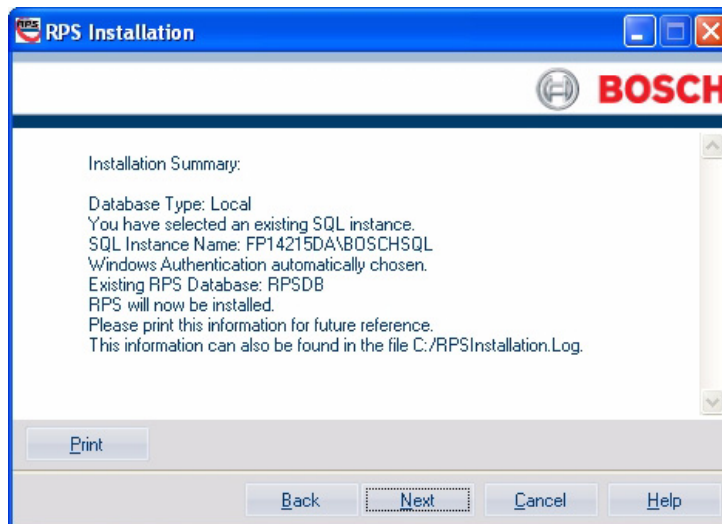 RPS Installation
BOSCH
Installation Summary:
Database Type: Local
You have selected an existing SQL instance.
SQL Instance Name: FP14215DA\BOSCHSQL
Windows Authentication automatically chosen.
Existing RPS Database: RPSDB
RPS will now be installed.
Please print this information for future reference.
This information can also be found in the file C:/RPSInstallation.Log.
Print
Back
Next
Cancel
Help